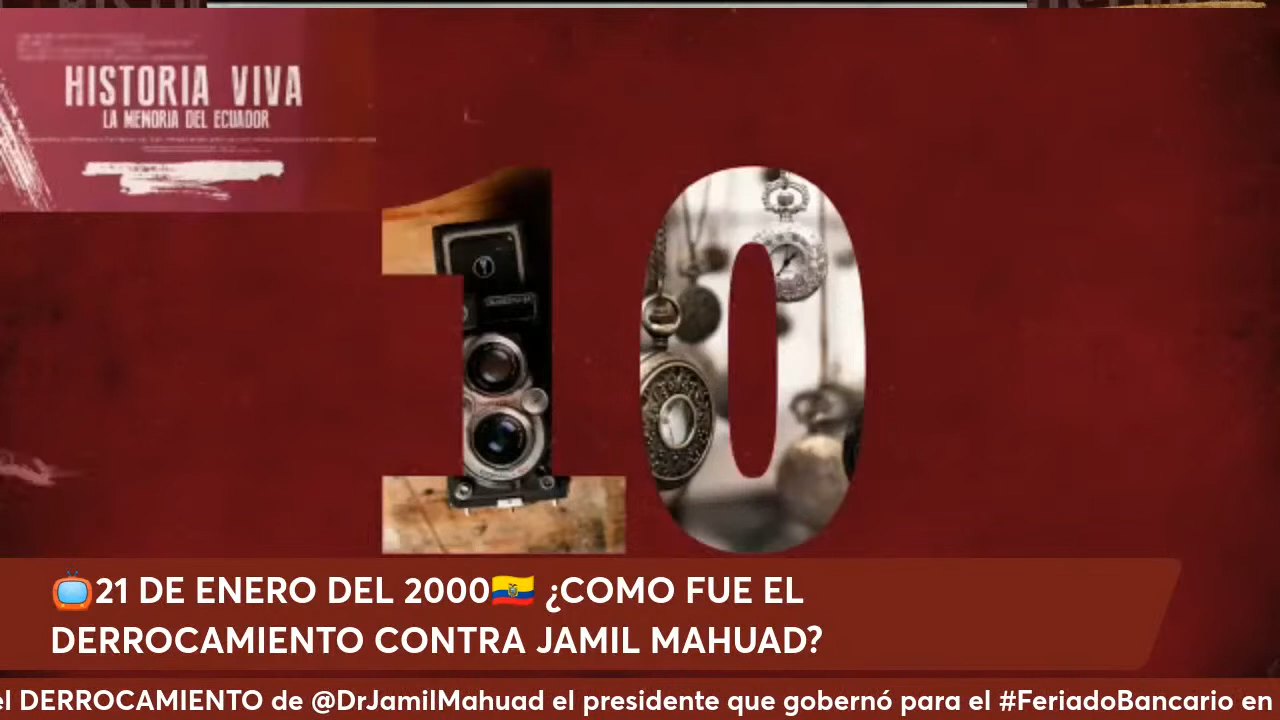 HISTORIA VIVA
LA MEMORIA DEL ECUADOR
10
📺21 DE ENERO DEL 2000🇪🇨 ¿COMO FUE EL
DERROCAMIENTO CONTRA JAMIL MAHUAD?
el DERROCAMIENTO de @DrJamilMahuad el presidente que gobernó para el #FeriadoBancario en